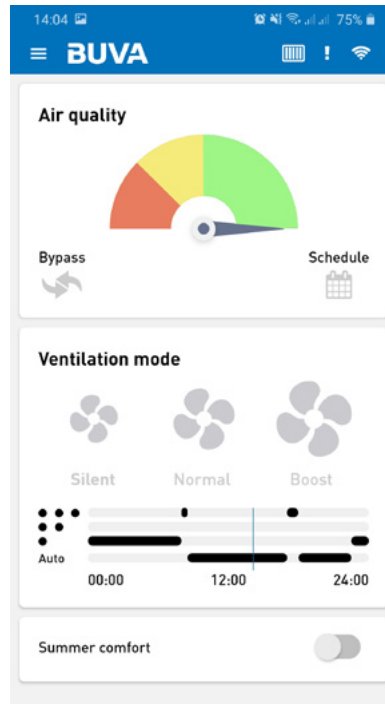 14:04 75%
BUVA !
Air quality
Bypass Schedule
Ventilation mode
Silent Normal Boost
Auto
00:00 12:00 24:00
Summer comfort